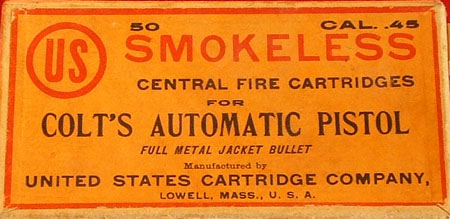 50 CAL. .45
US SMOKELESS
CENTRAL FIRE CARTRIDGES
FOR
COLT'S AUTOMATIC PISTOL
FULL METAL JACKET BULLET
Manufactured by
UNITED STATES CARTRIDGE COMPANY,
LOWELL, MASS., U. S. A.